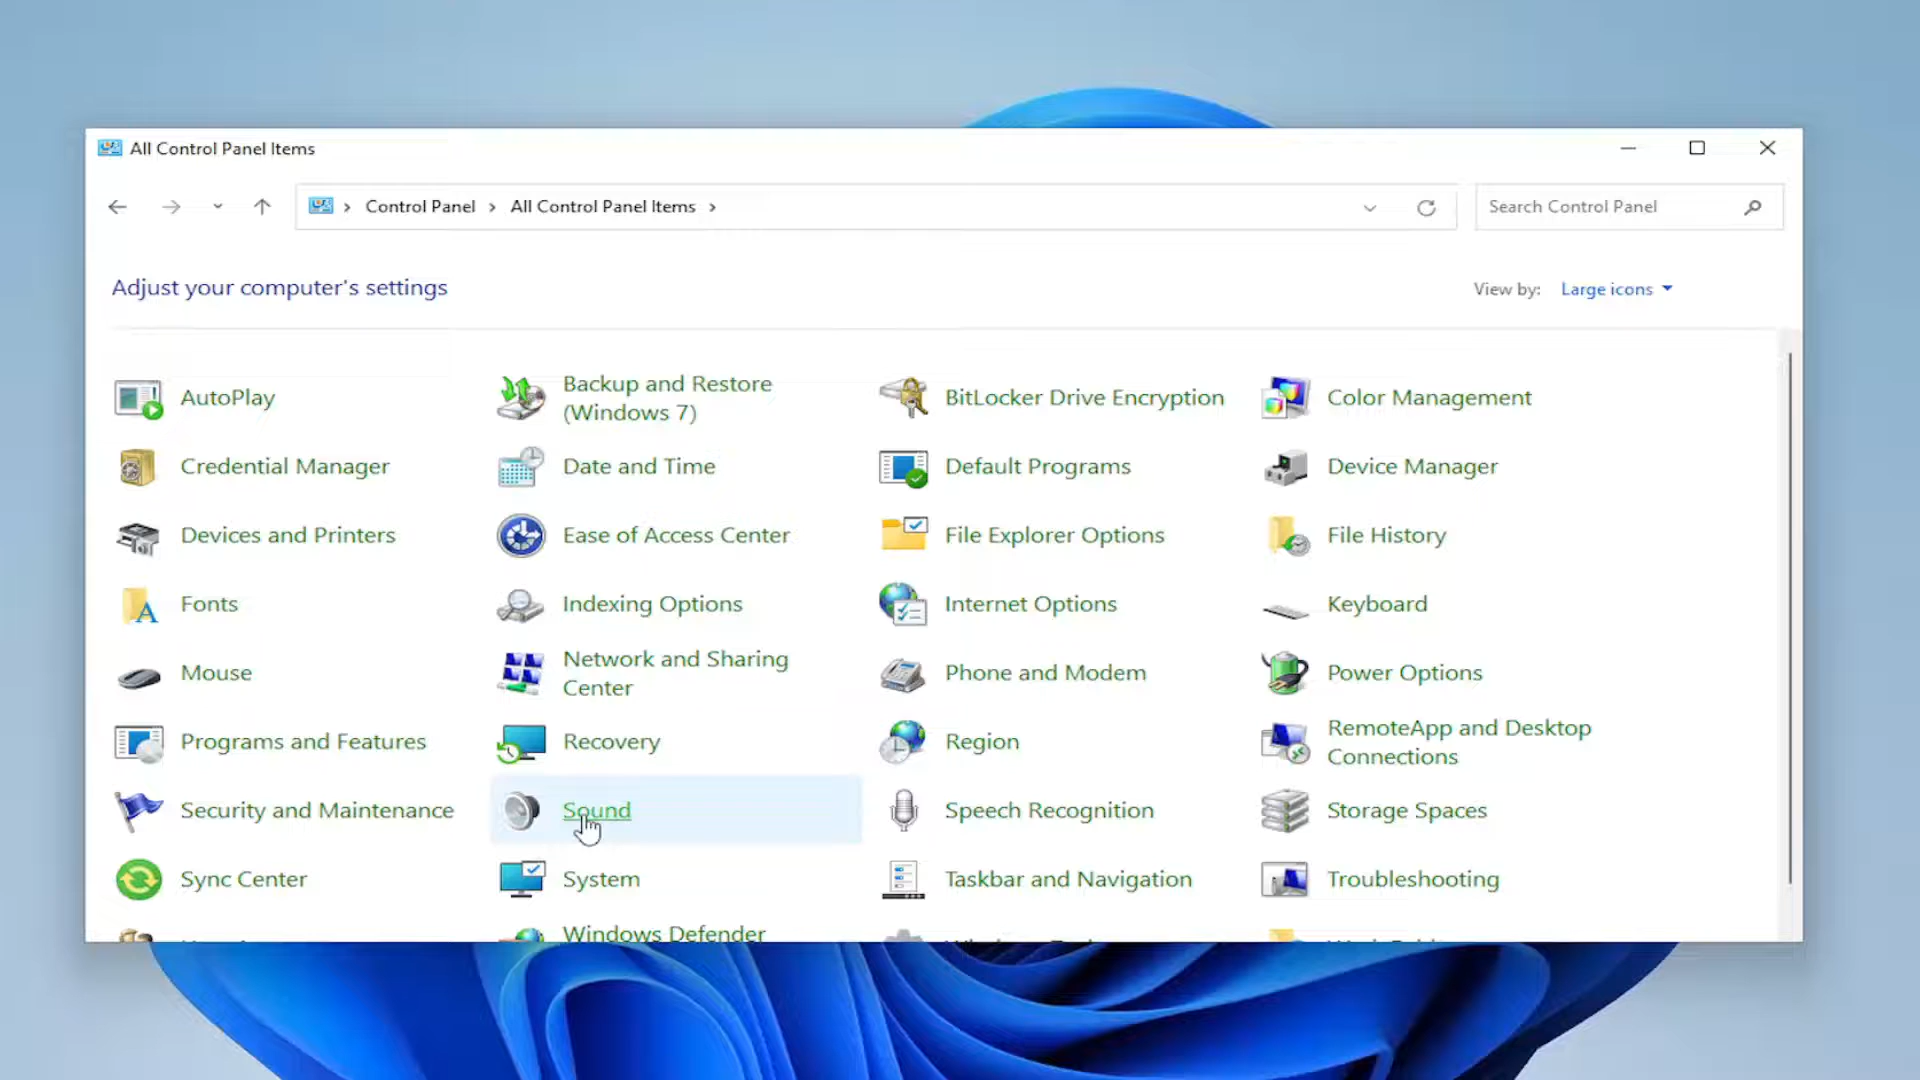 All Control Panel Items
Control Panel All Control Panel Items
Search Control Panel
Adjust your computer's settings
View by: Large icons
AutoPlay
Backup and Restore
(Windows 7)
BitLocker Drive Encryption
Color Management
Credential Manager
Date and Time
Default Programs
Device Manager
Devices and Printers
Ease of Access Center
File Explorer Options
File History
Fonts
Indexing Options
Internet Options
Keyboard
Mouse
Network and Sharing
Center
Phone and Modem
Power Options
Programs and Features
Recovery
Region
RemoteApp and Desktop
Connections
Security and Maintenance
Sound
Speech Recognition
Storage Spaces
Sync Center
System
Taskbar and Navigation
Troubleshooting
Windows Defender